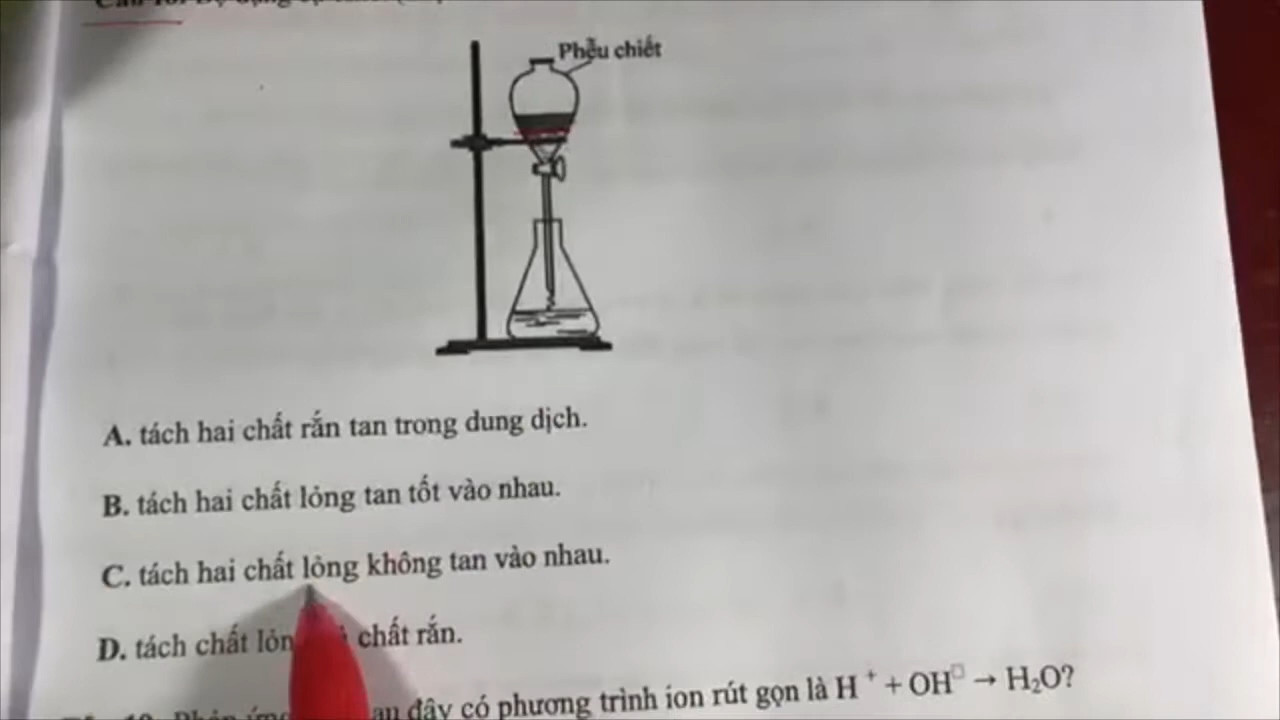 Phễu chiết
A. tách hai chất rắn tan trong dung dịch.
B. tách hai chất lỏng tan tốt vào nhau.
C. tách hai chất lỏng không tan vào nhau.
D. tách chất chất rắn.
đây có phương trình ion rút gọn là H⁺ + OH□ → H₂O?